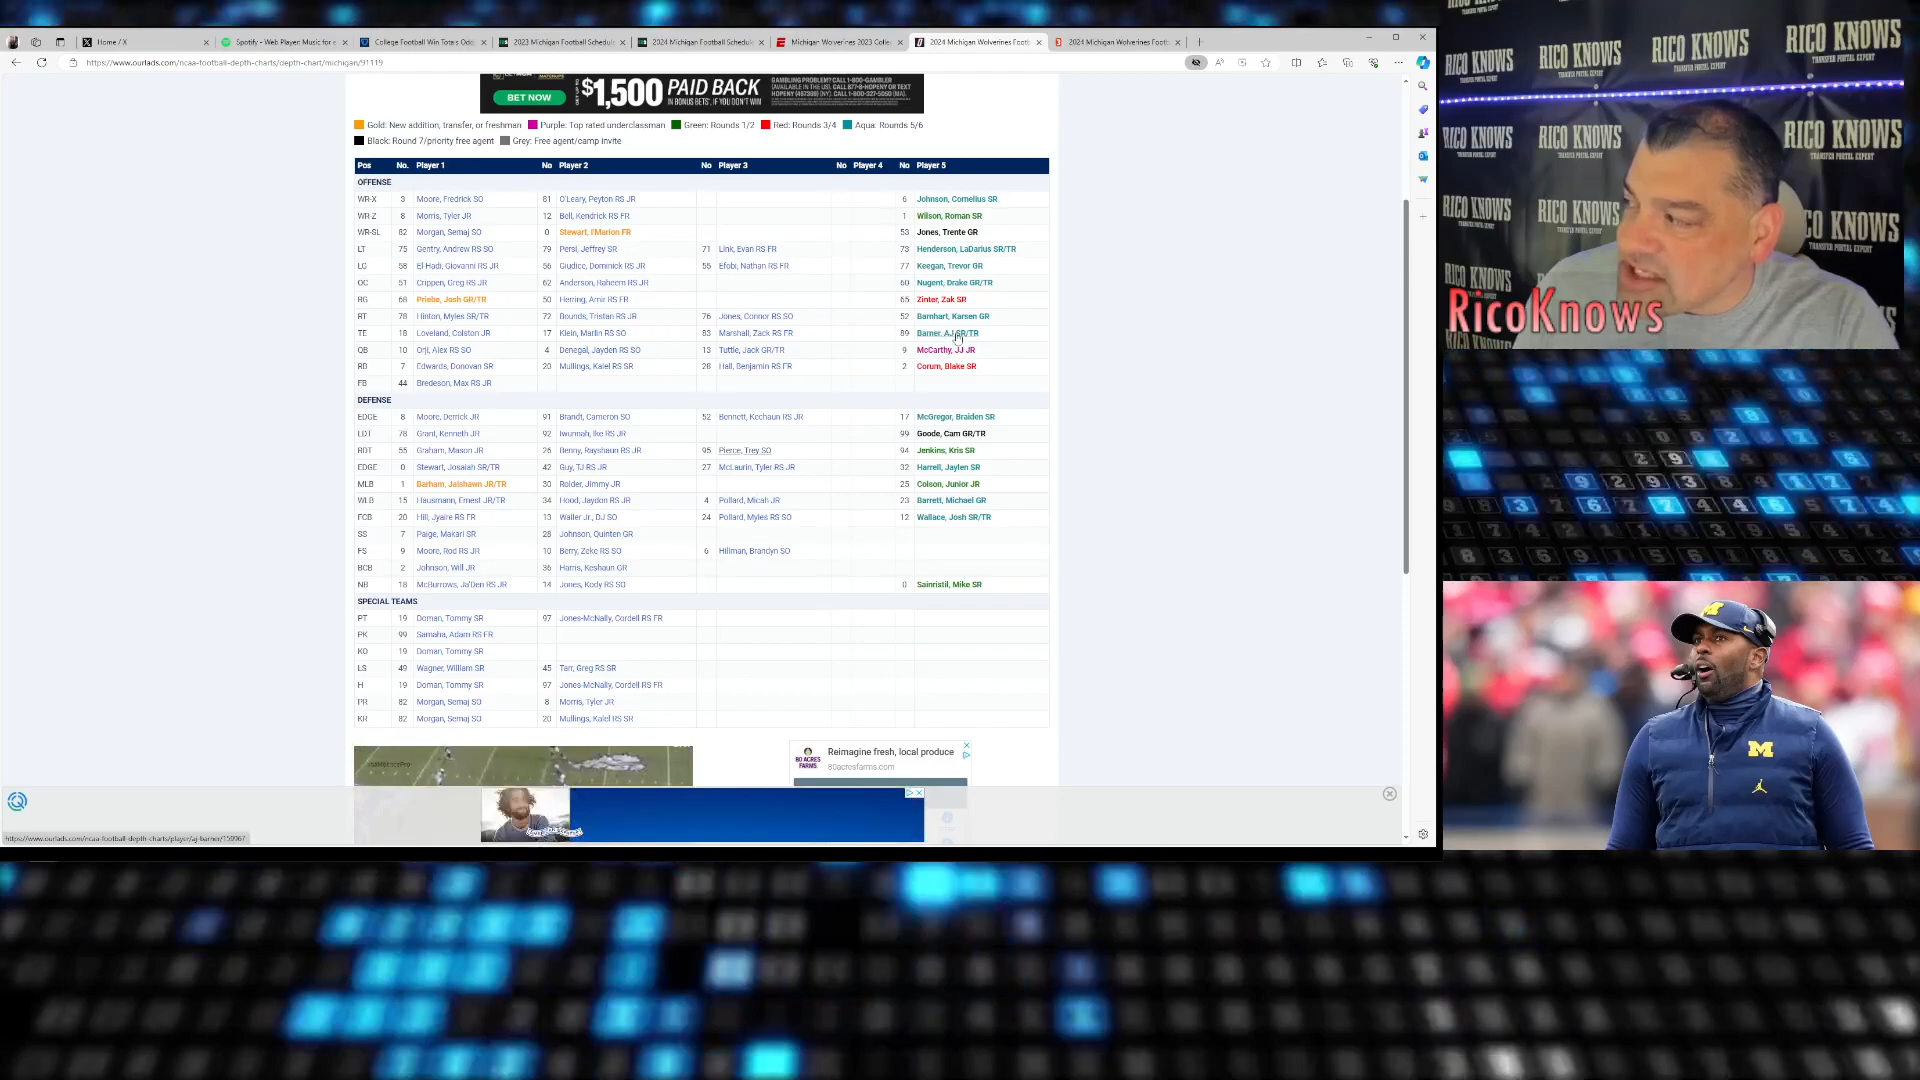 Home / X
Spotify - Web Player: Music for e
College Football Win Totals Odd
2023 Michigan Football Schedule
2024 Michigan Football Schedule
Michigan Wolverines 2023 Colle
2024 Michigan Wolverines Footb
2024 Michigan Wolverines Footb
https://www.ourlads.com/ncaa-football-depth-charts/depth-chart/michigan/91119
BET NOW
$1,500 PAID BACK
IN BONUS BETS, IF YOU DON'T WIN
Gold: New addition, transfer, or freshman Purple: Top rated underclassman Green: Rounds 1/2 Red: Rounds 3/4 Aqua: Rounds 5/6
Black: Round 7/priority free agent Grey: Free agent/camp invite
Pos No. Player 1 No Player 2 No Player 3 No Player 4 No Player 5
OFFENSE
WR-X 3 Moore, Fredrick SO 81 O'Leary, Peyton RS JR 6 Johnson, Cornelius SR
WR-Z 8 Morris, Tyler JR 12 Bell, Kendrick RS FR 1 Wilson, Roman SR
WR-SL 82 Morgan, Semaj SO 0 Stewart, I'Marion FR 53 Jones, Trente GR
LT 75 Gentry, Andrew RS SO 79 Persi, Jeffrey SR 71 Link, Evan RS FR 73 Henderson, LaDarius SR/TR
LG 58 El-Hadi, Giovanni RS JR 56 Giudice, Dominick RS JR 55 Efobi, Nathan RS FR 77 Keegan, Trevor GR
OC 51 Crippen, Greg RS JR 62 Anderson, Raheem RS JR 60 Nugent, Drake GR/TR
RG 68 Priebe, Josh GR/TR 50 Herring, Amir RS FR 65 Zinter, Zak SR
RT 78 Hinton, Myles SR/TR 72 Bounds, Tristan RS JR 76 Jones, Connor RS SO 52 Barnhart, Karsen GR
TE 18 Loveland, Colston JR 17 Klein, Marlin RS SO 83 Marshall, Zack RS FR 89 Barner, AJ SR/TR
QB 10 Orji, Alex RS SO 4 Denegal, Jayden RS SO 13 Tuttle, Jack GR/TR 9 McCarthy, JJ JR
RB 7 Edwards, Donovan SR 20 Mullings, Kalel RS SR 28 Hall, Benjamin RS FR 2 Corum, Blake SR
FB 44 Bredeson, Max RS JR
DEFENSE
EDGE 8 Moore, Derrick JR 91 Brandt, Cameron SO 52 Bennett, Kechaun RS JR 17 McGregor, Braiden SR
LDT 78 Grant, Kenneth JR 92 Iwunnah, Ike RS JR 99 Goode, Cam GR/TR
RDT 55 Graham, Mason JR 26 Benny, Rayshaun RS JR 95 Pierce, Trey SO 94 Jenkins, Kris SR
EDGE 0 Stewart, Josaiah SR/TR 42 Guy, TJ RS JR 27 McLaurin, Tyler RS JR 32 Harrell, Jaylen SR
MLB 1 Barham, Jaishawn JR/TR 30 Rolder, Jimmy JR 25 Colson, Junior JR
WLB 15 Hausmann, Ernest JR/TR 34 Hood, Jaydon RS JR 4 Pollard, Micah JR 23 Barrett, Michael GR
FCB 20 Hill, Jyaire RS FR 13 Waller Jr., DJ SO 24 Pollard, Myles RS SO 12 Wallace, Josh SR/TR
SS 7 Paige, Makari SR 28 Johnson, Quinten GR
FS 9 Moore, Rod RS JR 10 Berry, Zeke RS SO 6 Hillman, Brandyn SO
BCB 2 Johnson, Will JR 36 Harris, Keshaun GR
NB 18 McBurrows, Ja'Den RS JR 14 Jones, Kody RS SO 0 Sainristil, Mike SR
SPECIAL TEAMS
PT 19 Doman, Tommy SR 97 Jones-McNally, Cordell RS FR
PK 99 Samaha, Adam RS FR
KO 19 Doman, Tommy SR
LS 49 Wagner, William SR 45 Tarr, Greg RS SR
H 19 Doman, Tommy SR 97 Jones-McNally, Cordell RS FR
PR 82 Morgan, Semaj SO 8 Morris, Tyler JR
KR 82 Morgan, Semaj SO 20 Mullings, Kalel RS SR
80 ACRES FARMS
Reimagine fresh, local produce
80acresfarms.com
https://www.ourlads.com/ncaa-football-depth-charts/player/aj-barner/159967
RICO KNOWS
TRANSFER PORTAL EXPERT
RicoKnows
M
M